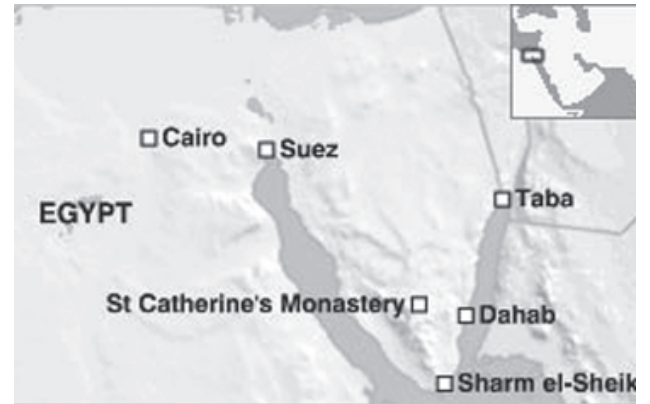 Cairo
Suez
EGYPT
Taba
St Catherine's Monastery
Dahab
Sharm el-Sheik